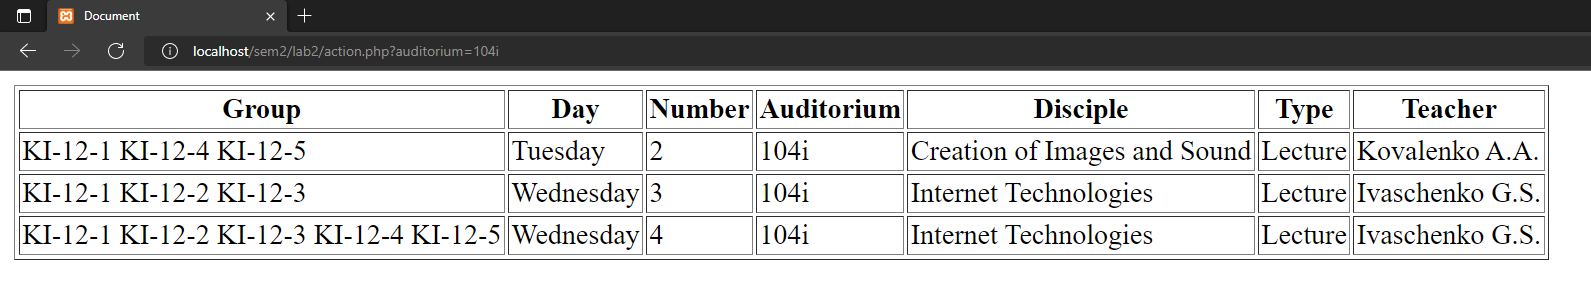 Document
localhost/sem2/lab2/action.php?auditorium=104i
Group Day Number Auditorium Disciple Type Teacher
KI-12-1 KI-12-4 KI-12-5 Tuesday 2 104i Creation of Images and Sound Lecture Kovalenko A.A.
KI-12-1 KI-12-2 KI-12-3 Wednesday 3 104i Internet Technologies Lecture Ivaschenko G.S.
KI-12-1 KI-12-2 KI-12-3 KI-12-4 KI-12-5 Wednesday 4 104i Internet Technologies Lecture Ivaschenko G.S.